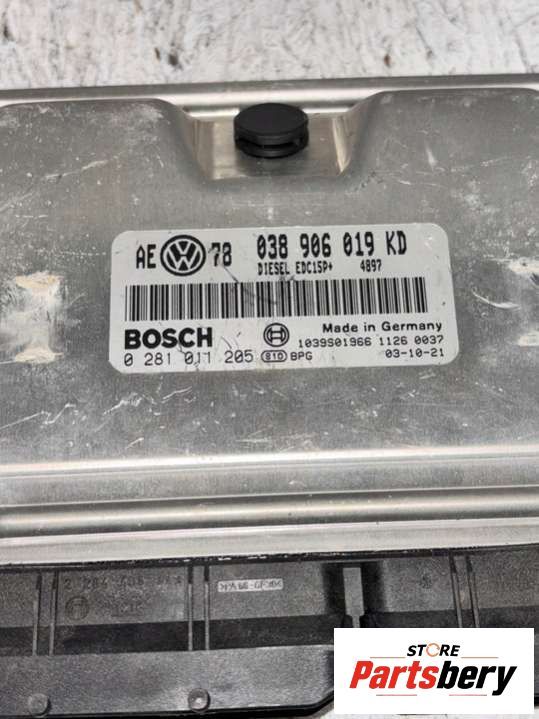 AE 78 038 906 019 KD
DIESEL EDC15P+ 4897
BOSCH Made in Germany
0 281 011 205 S10 BPG 1039S01966 1126 0037
03-10-21
STORE
Partsbery